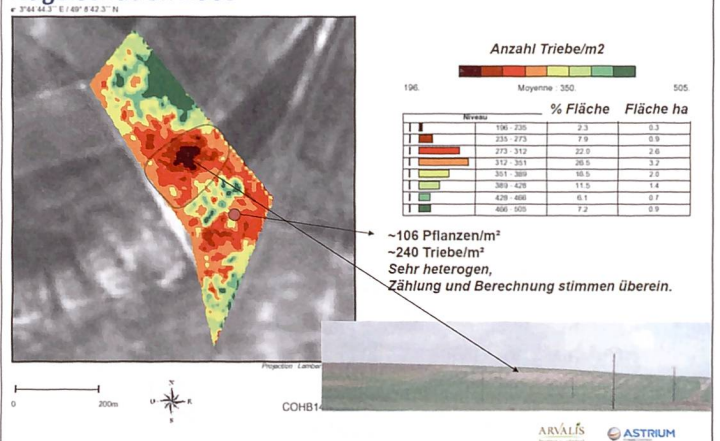 3°44'44.3'' E / 49° 8'42.3'' N
Anzahl Triebe/m2
196. Moyenne : 350. 505.
Niveau % Fläche Fläche ha
196 - 235 2.3 0.3
235 - 273 7.9 0.9
273 - 312 22.0 2.6
312 - 351 26.5 3.2
351 - 389 16.5 2.0
389 - 428 11.5 1.4
428 - 466 6.1 0.7
466 - 505 7.2 0.9
~106 Pflanzen/m²
~240 Triebe/m²
Sehr heterogen,
Zählung und Berechnung stimmen überein.
Projection Lamber
0 200m
N
O E
S
COHB14
ARVALIS
ASTRIUM